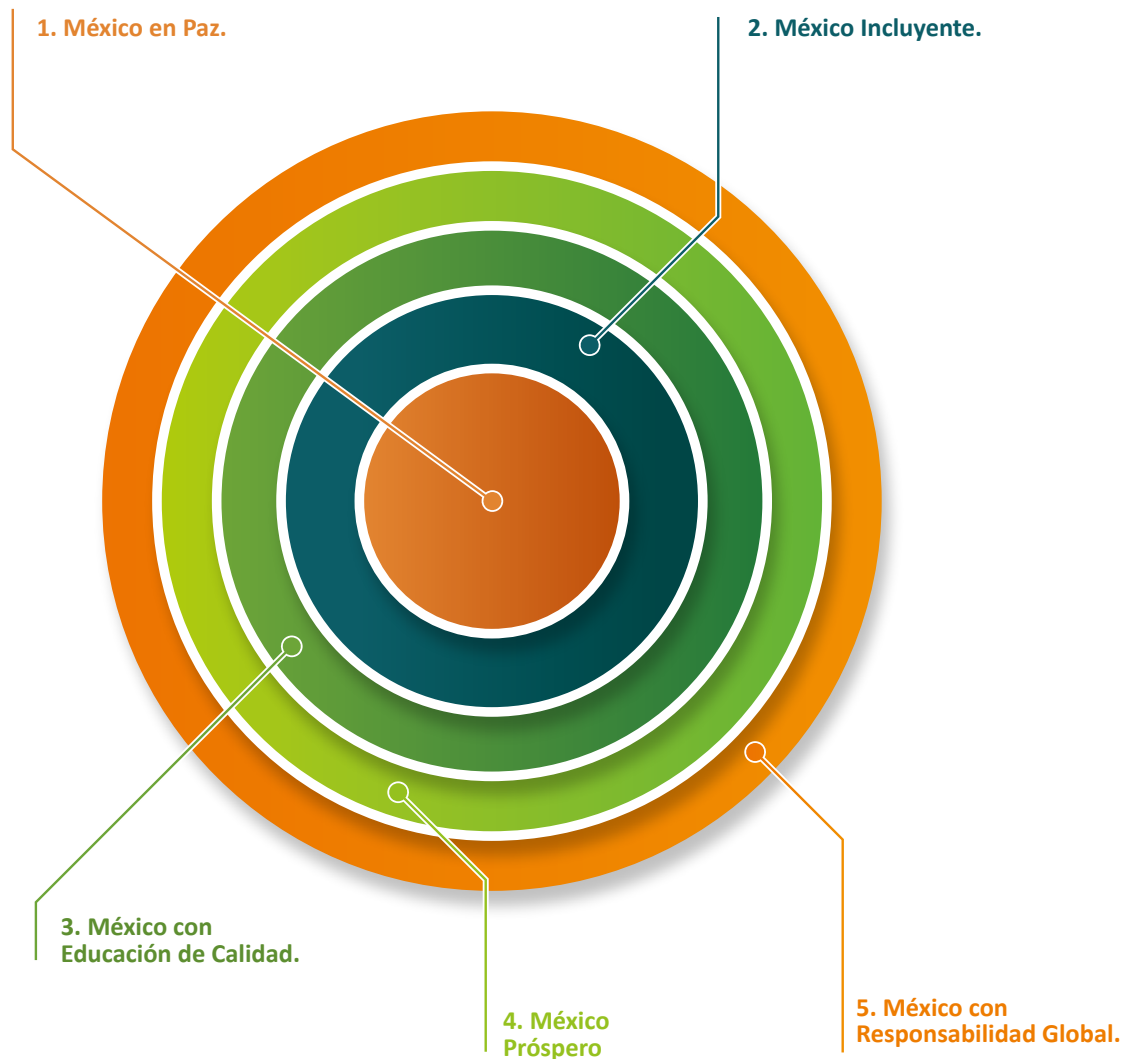 1. México en Paz.
2. México Incluyente.
3. México con
Educación de Calidad.
4. México
Próspero
5. México con
Responsabilidad Global.